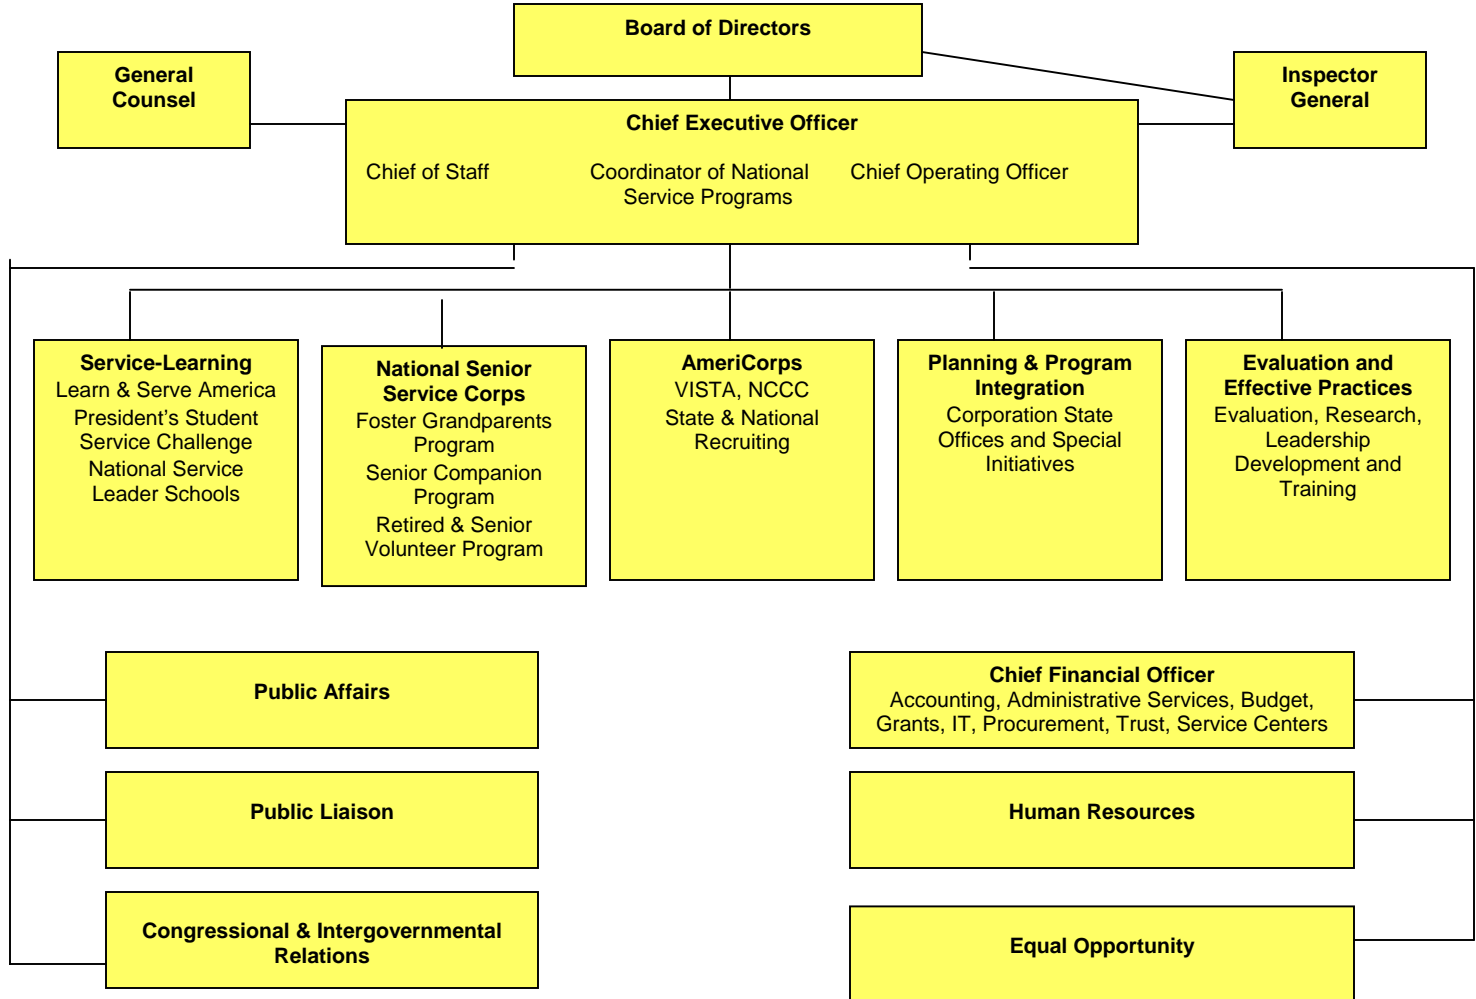 Board of Directors
General
Counsel
Inspector
General
Chief Executive Officer
Chief of Staff
Coordinator of National
Service Programs
Chief Operating Officer
Service-Learning
Learn & Serve America
President’s Student
Service Challenge
National Service
Leader Schools
National Senior
Service Corps
Foster Grandparents
Program
Senior Companion
Program
Retired & Senior
Volunteer Program
AmeriCorps
VISTA, NCCC
State & National
Recruiting
Planning & Program
Integration
Corporation State
Offices and Special
Initiatives
Evaluation and
Effective Practices
Evaluation, Research,
Leadership
Development and
Training
Public Affairs
Chief Financial Officer
Accounting, Administrative Services, Budget,
Grants, IT, Procurement, Trust, Service Centers
Public Liaison
Human Resources
Congressional & Intergovernmental
Relations
Equal Opportunity